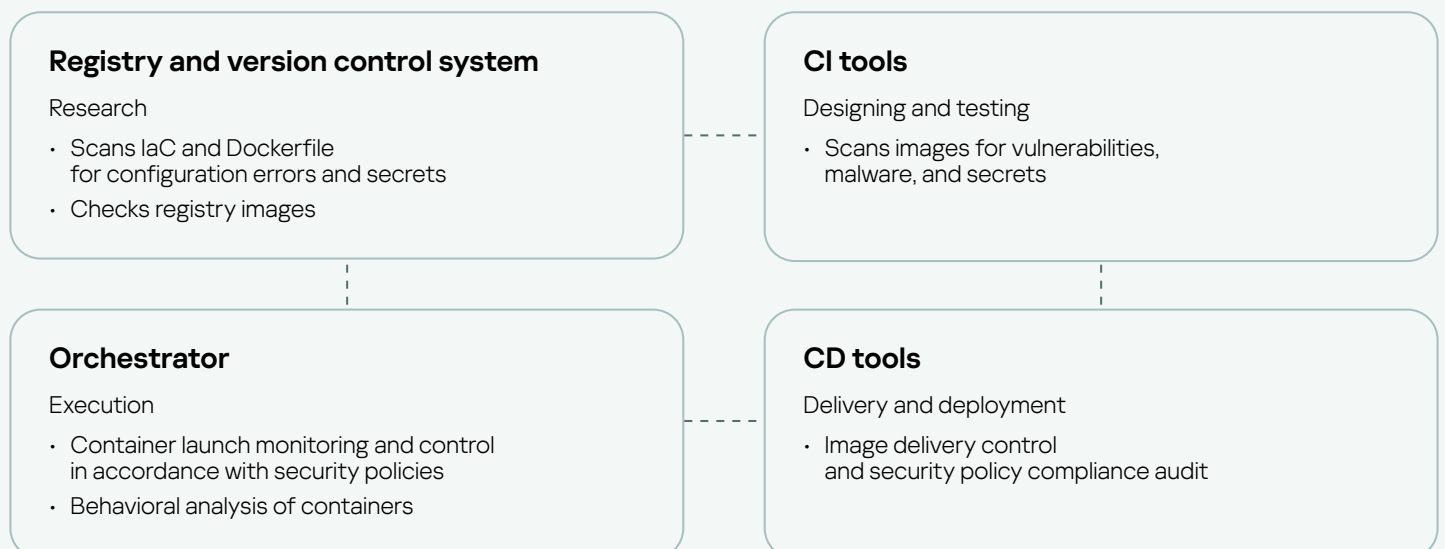 Registry and version control system
Research
• Scans IaC and Dockerfile
for configuration errors and secrets
• Checks registry images
CI tools
Designing and testing
• Scans images for vulnerabilities,
malware, and secrets
Orchestrator
Execution
• Container launch monitoring and control
in accordance with security policies
• Behavioral analysis of containers
CD tools
Delivery and deployment
• Image delivery control
and security policy compliance audit